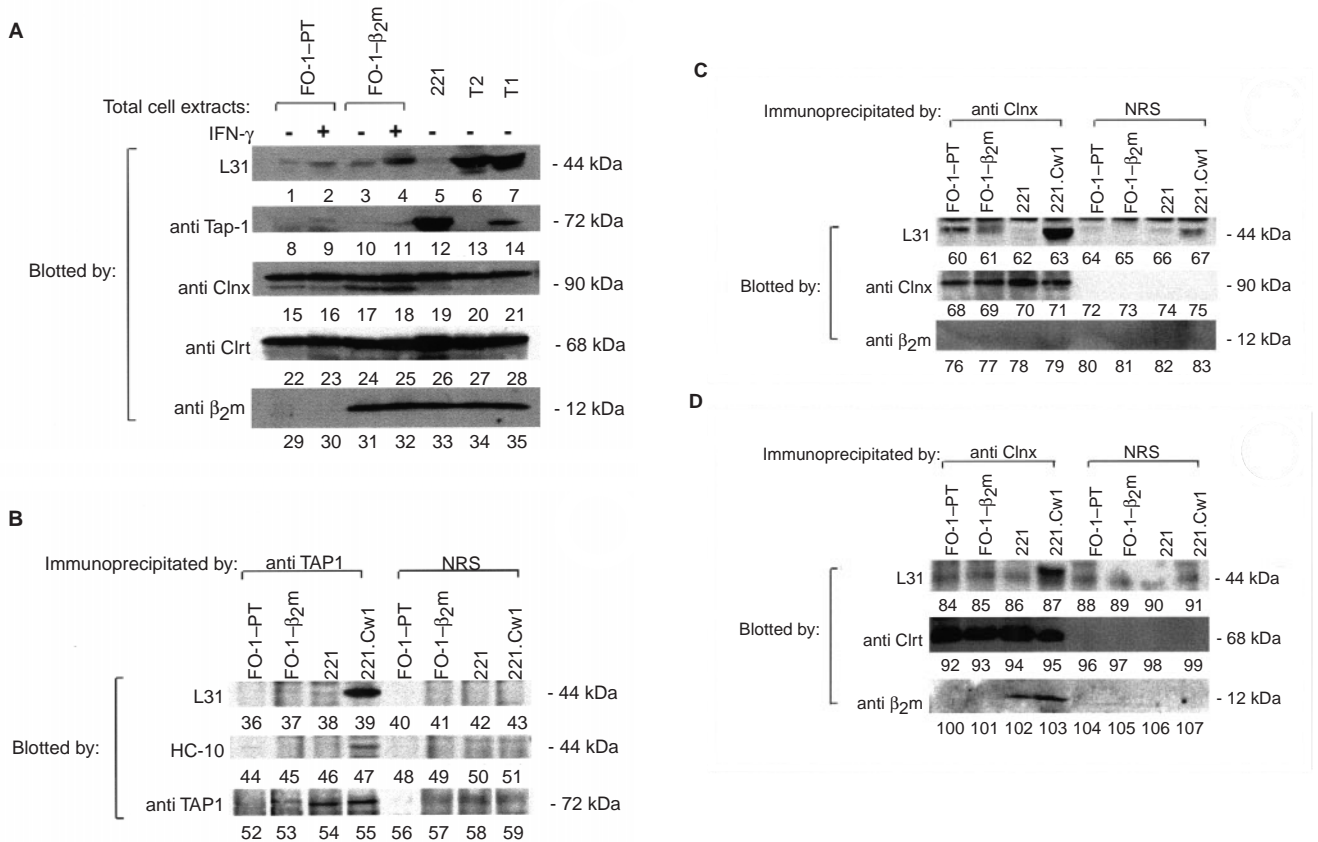 A
FO-1–PT
FO-1–β2m
221
T2
T1
Total cell extracts:
IFN-γ - + - + - - -
Blotted by:
L31 - 44 kDa
1 2 3 4 5 6 7
anti Tap-1 - 72 kDa
8 9 10 11 12 13 14
anti Clnx - 90 kDa
15 16 17 18 19 20 21
anti Clrt - 68 kDa
22 23 24 25 26 27 28
anti β2m - 12 kDa
29 30 31 32 33 34 35
B
Immunoprecipitated by: anti TAP1 NRS
FO-1–PT FO-1–β2m 221 221.Cw1 FO-1–PT FO-1–β2m 221 221.Cw1
Blotted by:
L31 - 44 kDa
36 37 38 39 40 41 42 43
HC-10 - 44 kDa
44 45 46 47 48 49 50 51
anti TAP1 - 72 kDa
52 53 54 55 56 57 58 59
C
Immunoprecipitated by: anti Clnx NRS
FO-1–PT FO-1–β2m 221 221.Cw1 FO-1–PT FO-1–β2m 221 221.Cw1
Blotted by:
L31 - 44 kDa
60 61 62 63 64 65 66 67
anti Clnx - 90 kDa
68 69 70 71 72 73 74 75
anti β2m - 12 kDa
76 77 78 79 80 81 82 83
D
Immunoprecipitated by: anti Clnx NRS
FO-1–PT FO-1–β2m 221 221.Cw1 FO-1–PT FO-1–β2m 221 221.Cw1
Blotted by:
L31 - 44 kDa
84 85 86 87 88 89 90 91
anti Clrt - 68 kDa
92 93 94 95 96 97 98 99
anti β2m - 12 kDa
100 101 102 103 104 105 106 107